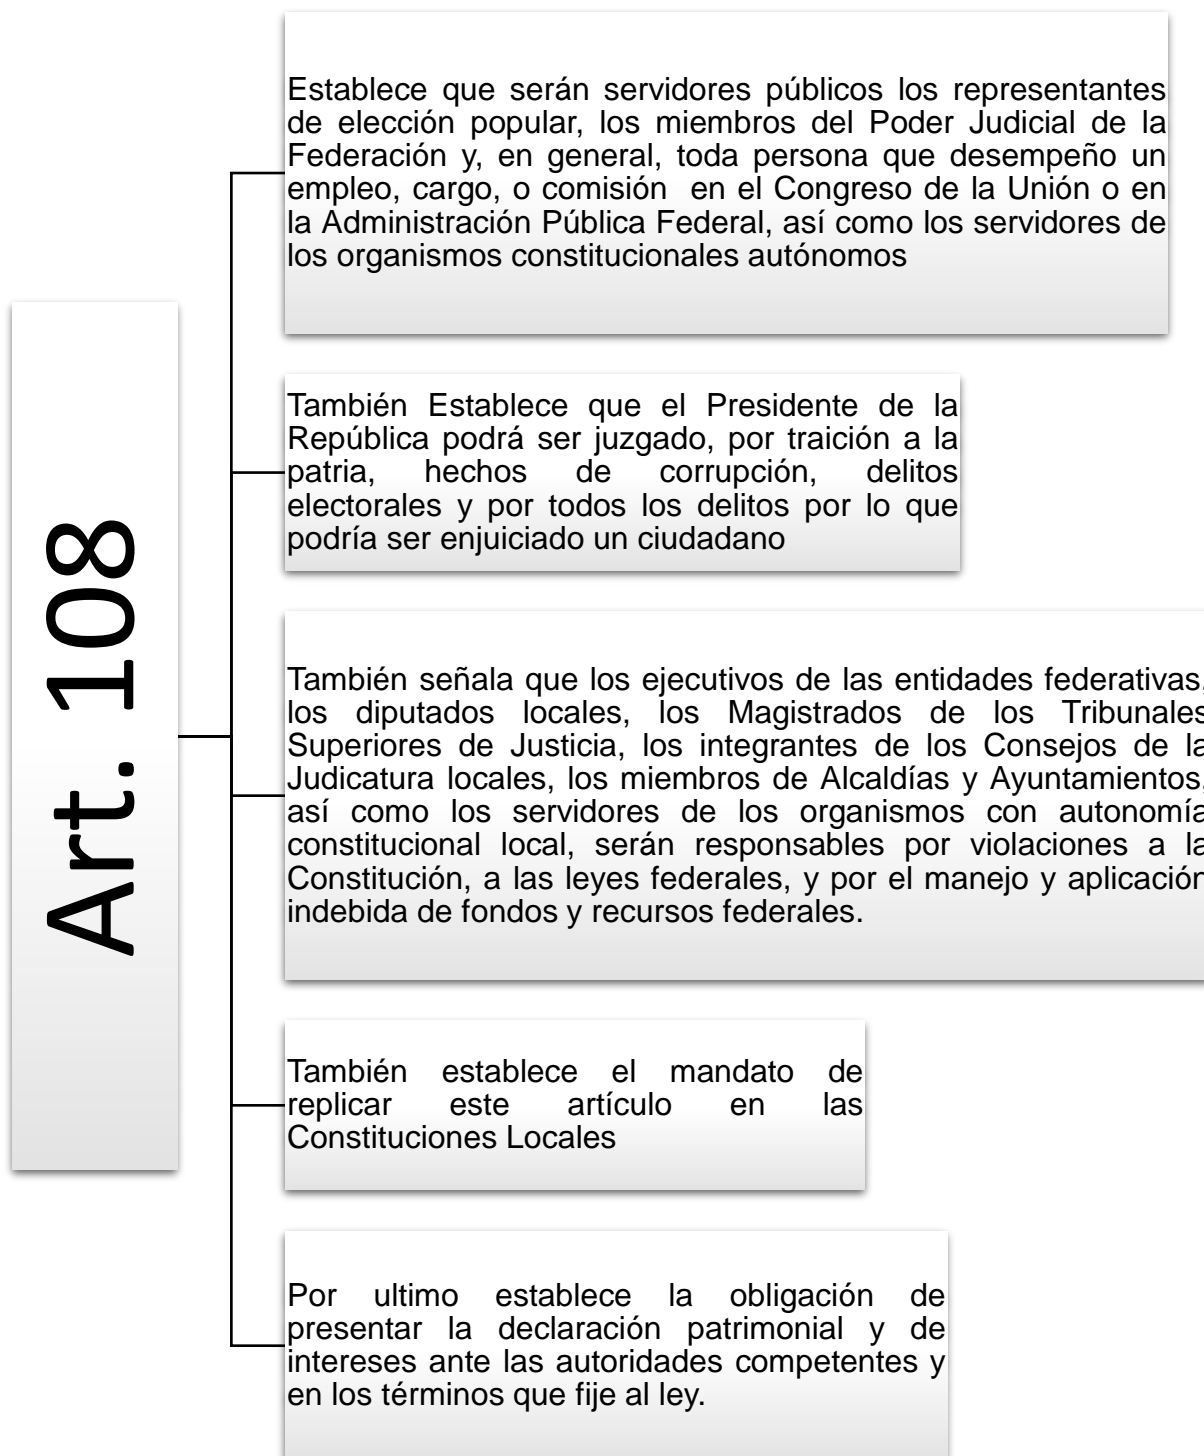 Art. 108
Establece que serán servidores públicos los representantes
de elección popular, los miembros del Poder Judicial de la
Federación y, en general, toda persona que desempeño un
empleo, cargo, o comisión en el Congreso de la Unión o en
la Administración Pública Federal, así como los servidores de
los organismos constitucionales autónomos
También Establece que el Presidente de la
República podrá ser juzgado, por traición a la
patria, hechos de corrupción, delitos
electorales y por todos los delitos por lo que
podría ser enjuiciado un ciudadano
También señala que los ejecutivos de las entidades federativas,
los diputados locales, los Magistrados de los Tribunales
Superiores de Justicia, los integrantes de los Consejos de la
Judicatura locales, los miembros de Alcaldías y Ayuntamientos,
así como los servidores de los organismos con autonomía
constitucional local, serán responsables por violaciones a la
Constitución, a las leyes federales, y por el manejo y aplicación
indebida de fondos y recursos federales.
También establece el mandato de
replicar este artículo en las
Constituciones Locales
Por ultimo establece la obligación de
presentar la declaración patrimonial y de
intereses ante las autoridades competentes y
en los términos que fije al ley.